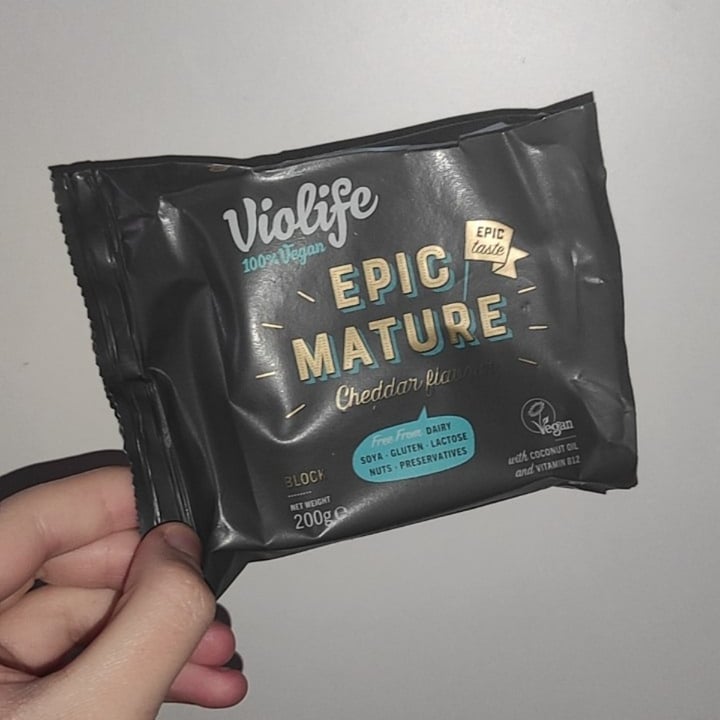 Violife
100% Vegan
EPIC
taste
EPIC
MATURE
Cheddar flavour
Free From DAIRY
SOYA · GLUTEN · LACTOSE
NUTS · PRESERVATIVES
Vegan
with COCONUT OIL
and VITAMIN B12
BLOCK
NET WEIGHT
200g ℮